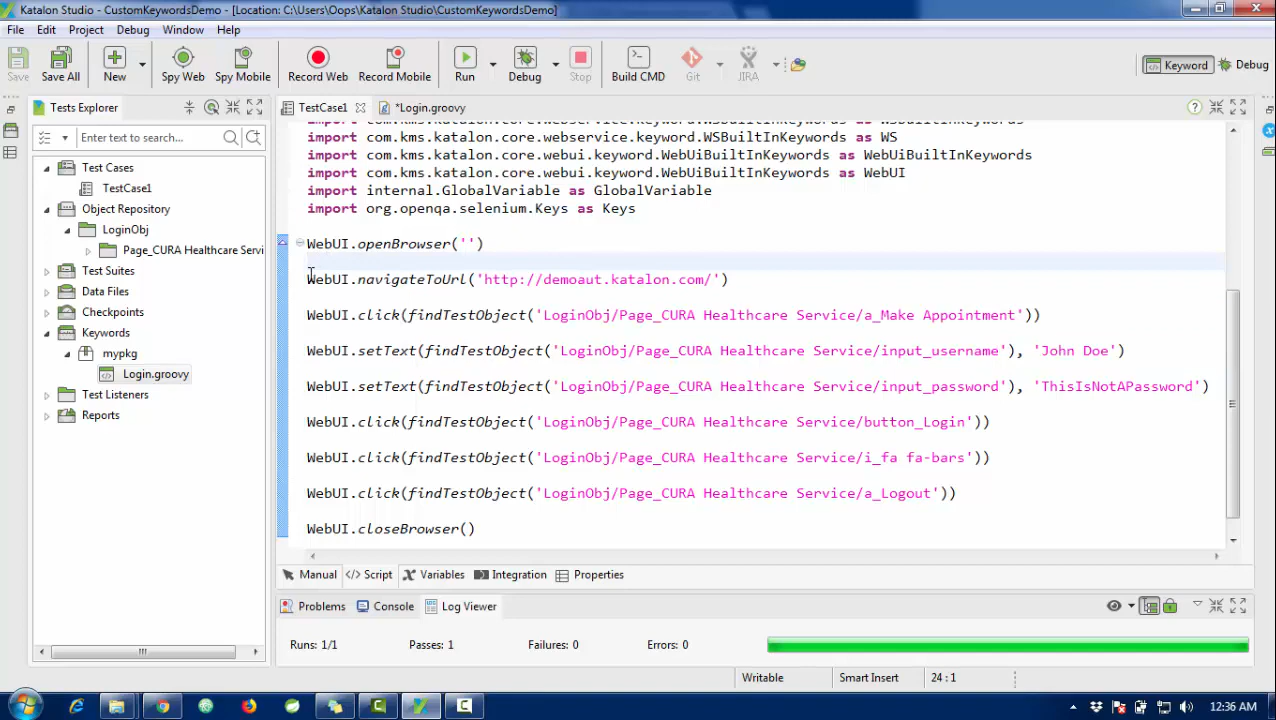 Katalon Studio - CustomKeywordsDemo - [Location: C:\Users\Oops\Katalon Studio\CustomKeywordsDemo]
File Edit Project Debug Window Help
Save Save All New Spy Web Spy Mobile Record Web Record Mobile Run Debug Stop Build CMD Git JIRA Keyword Debug
Tests Explorer
TestCase1 *Login.groovy
Enter text to search...
import com.kms.katalon.core.webservice.keyword.WSBuiltInKeywords as WSBuiltInKeywords
import com.kms.katalon.core.webservice.keyword.WSBuiltInKeywords as WS
import com.kms.katalon.core.webui.keyword.WebUiBuiltInKeywords as WebUiBuiltInKeywords
import com.kms.katalon.core.webui.keyword.WebUiBuiltInKeywords as WebUI
import internal.GlobalVariable as GlobalVariable
import org.openqa.selenium.Keys as Keys
WebUI.openBrowser('')
WebUI.navigateToUrl('http://demoaut.katalon.com/')
WebUI.click(findTestObject('LoginObj/Page_CURA Healthcare Service/a_Make Appointment'))
WebUI.setText(findTestObject('LoginObj/Page_CURA Healthcare Service/input_username'), 'John Doe')
WebUI.setText(findTestObject('LoginObj/Page_CURA Healthcare Service/input_password'), 'ThisIsNotAPassword')
WebUI.click(findTestObject('LoginObj/Page_CURA Healthcare Service/button_Login'))
WebUI.click(findTestObject('LoginObj/Page_CURA Healthcare Service/i_fa fa-bars'))
WebUI.click(findTestObject('LoginObj/Page_CURA Healthcare Service/a_Logout'))
WebUI.closeBrowser()
Test Cases
TestCase1
Object Repository
LoginObj
Page_CURA Healthcare Servi
Test Suites
Data Files
Checkpoints
Keywords
mypkg
Login.groovy
Test Listeners
Reports
Manual Script Variables Integration Properties
Problems Console Log Viewer
Runs: 1/1 Passes: 1 Failures: 0 Errors: 0
Writable Smart Insert 24 : 1
12:36 AM